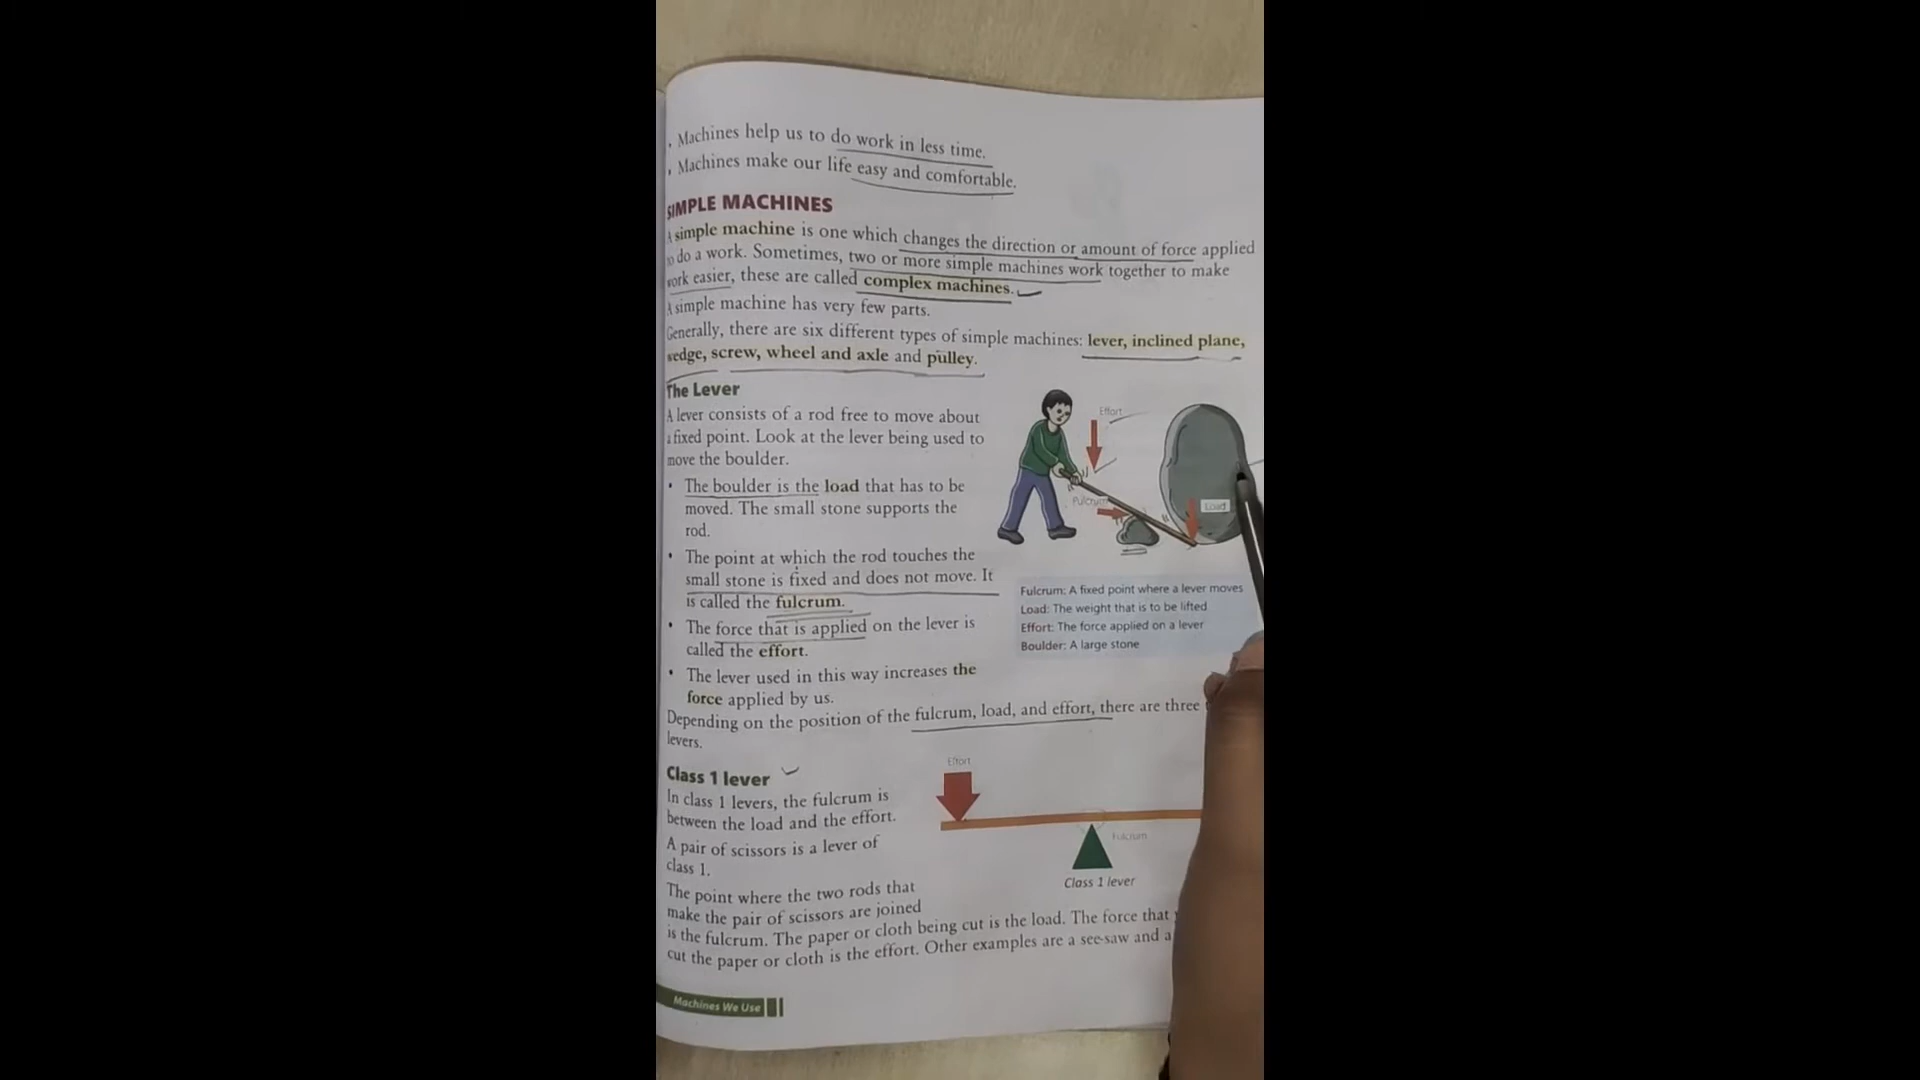 Machines help us to do work in less time.
Machines make our life easy and comfortable.
SIMPLE MACHINES
A simple machine is one which changes the direction or amount of force applied
to do a work. Sometimes, two or more simple machines work together to make
work easier, these are called complex machines.
A simple machine has very few parts.
Generally, there are six different types of simple machines: lever, inclined plane,
wedge, screw, wheel and axle and pulley.
The Lever
A lever consists of a rod free to move about
a fixed point. Look at the lever being used to
move the boulder.
• The boulder is the load that has to be
moved. The small stone supports the
rod.
• The point at which the rod touches the
small stone is fixed and does not move. It
is called the fulcrum.
• The force that is applied on the lever is
called the effort.
• The lever used in this way increases the
force applied by us.
Effort
Fulcrum
Load
Fulcrum: A fixed point where a lever moves
Load: The weight that is to be lifted
Effort: The force applied on a lever
Boulder: A large stone
Depending on the position of the fulcrum, load, and effort, there are three
levers.
Class 1 lever
In class 1 levers, the fulcrum is
between the load and the effort.
A pair of scissors is a lever of
class 1.
The point where the two rods that
make the pair of scissors are joined
is the fulcrum. The paper or cloth being cut is the load. The force that
cut the paper or cloth is the effort. Other examples are a see-saw and a
Effort
Fulcrum
Class 1 lever
Machines We Use